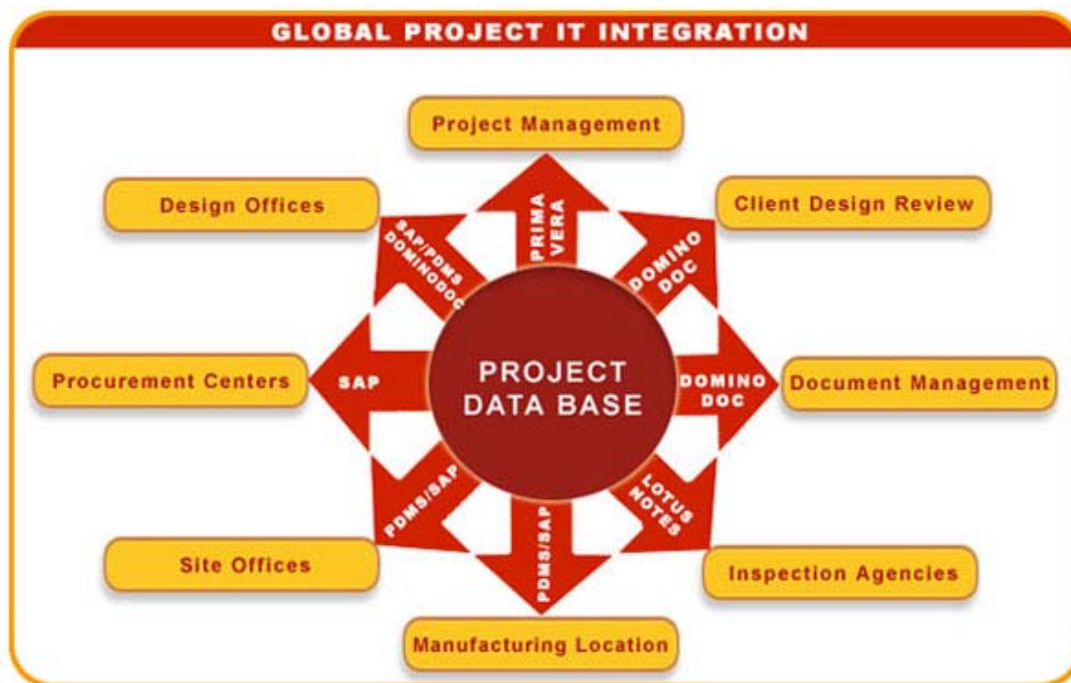 GLOBAL PROJECT IT INTEGRATION
Project Management
Design Offices
Client Design Review
SAP/PDMS
DOMINODOC
PRIMA
VERA
DOMINO
DOC
Procurement Centers
SAP
PROJECT
DATA BASE
DOMINO
DOC
Document Management
PDMS/SAP
PDMS/SAP
LOTUS
NOTES
Site Offices
Inspection Agencies
Manufacturing Location